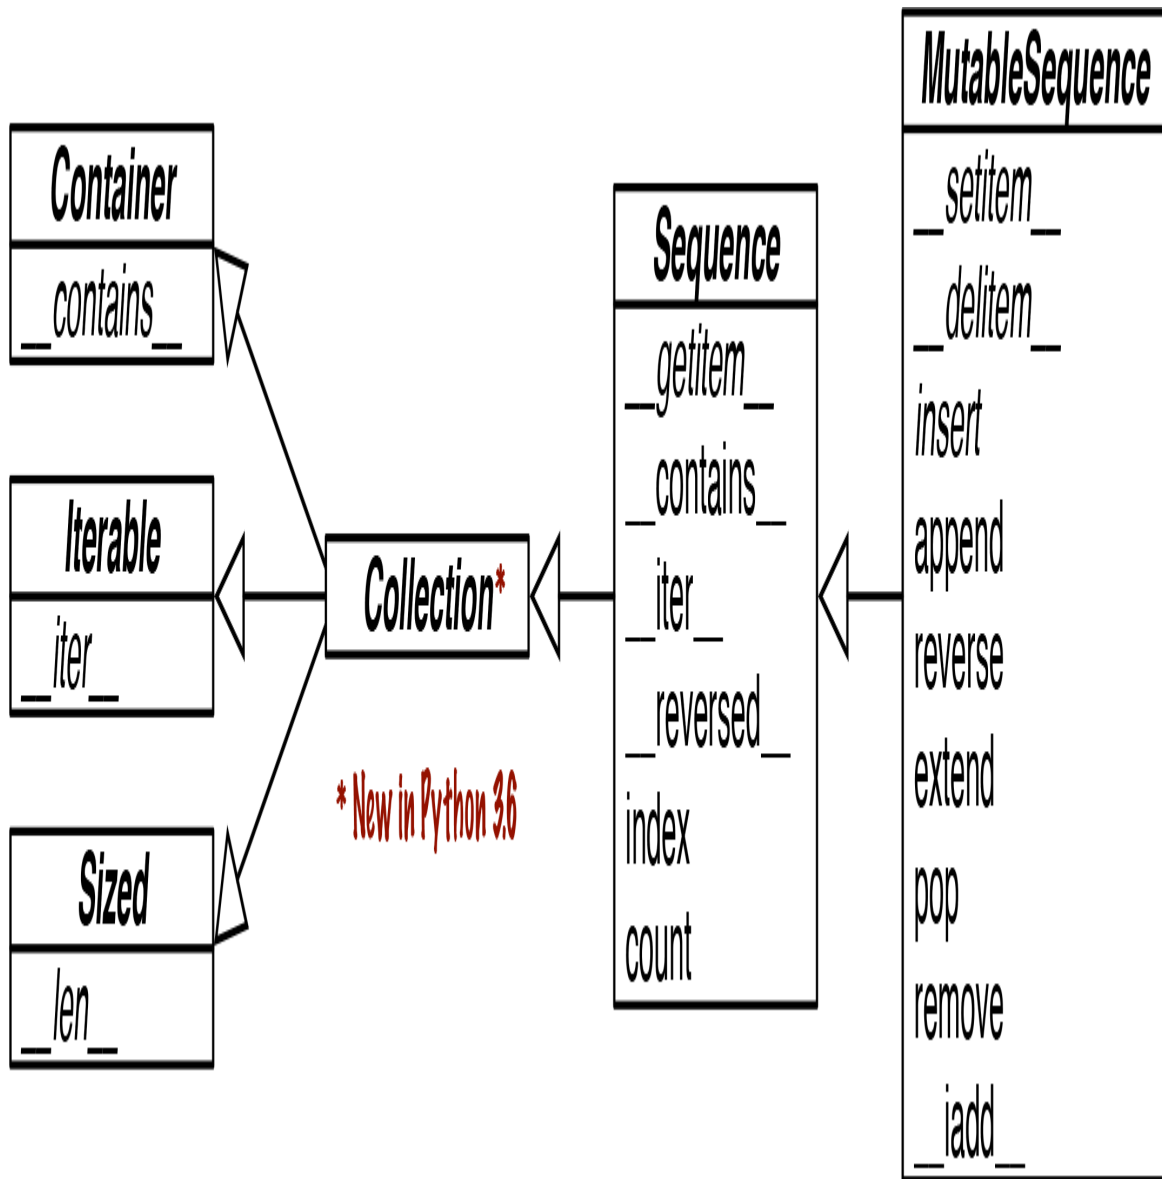 Container
__contains__
Iterable
__iter__
Sized
__len__
Collection*
* New in Python 3.6
Sequence
__getitem__
__contains__
__iter__
__reversed__
index
count
MutableSequence
__setitem__
__delitem__
insert
append
reverse
extend
pop
remove
__iadd__